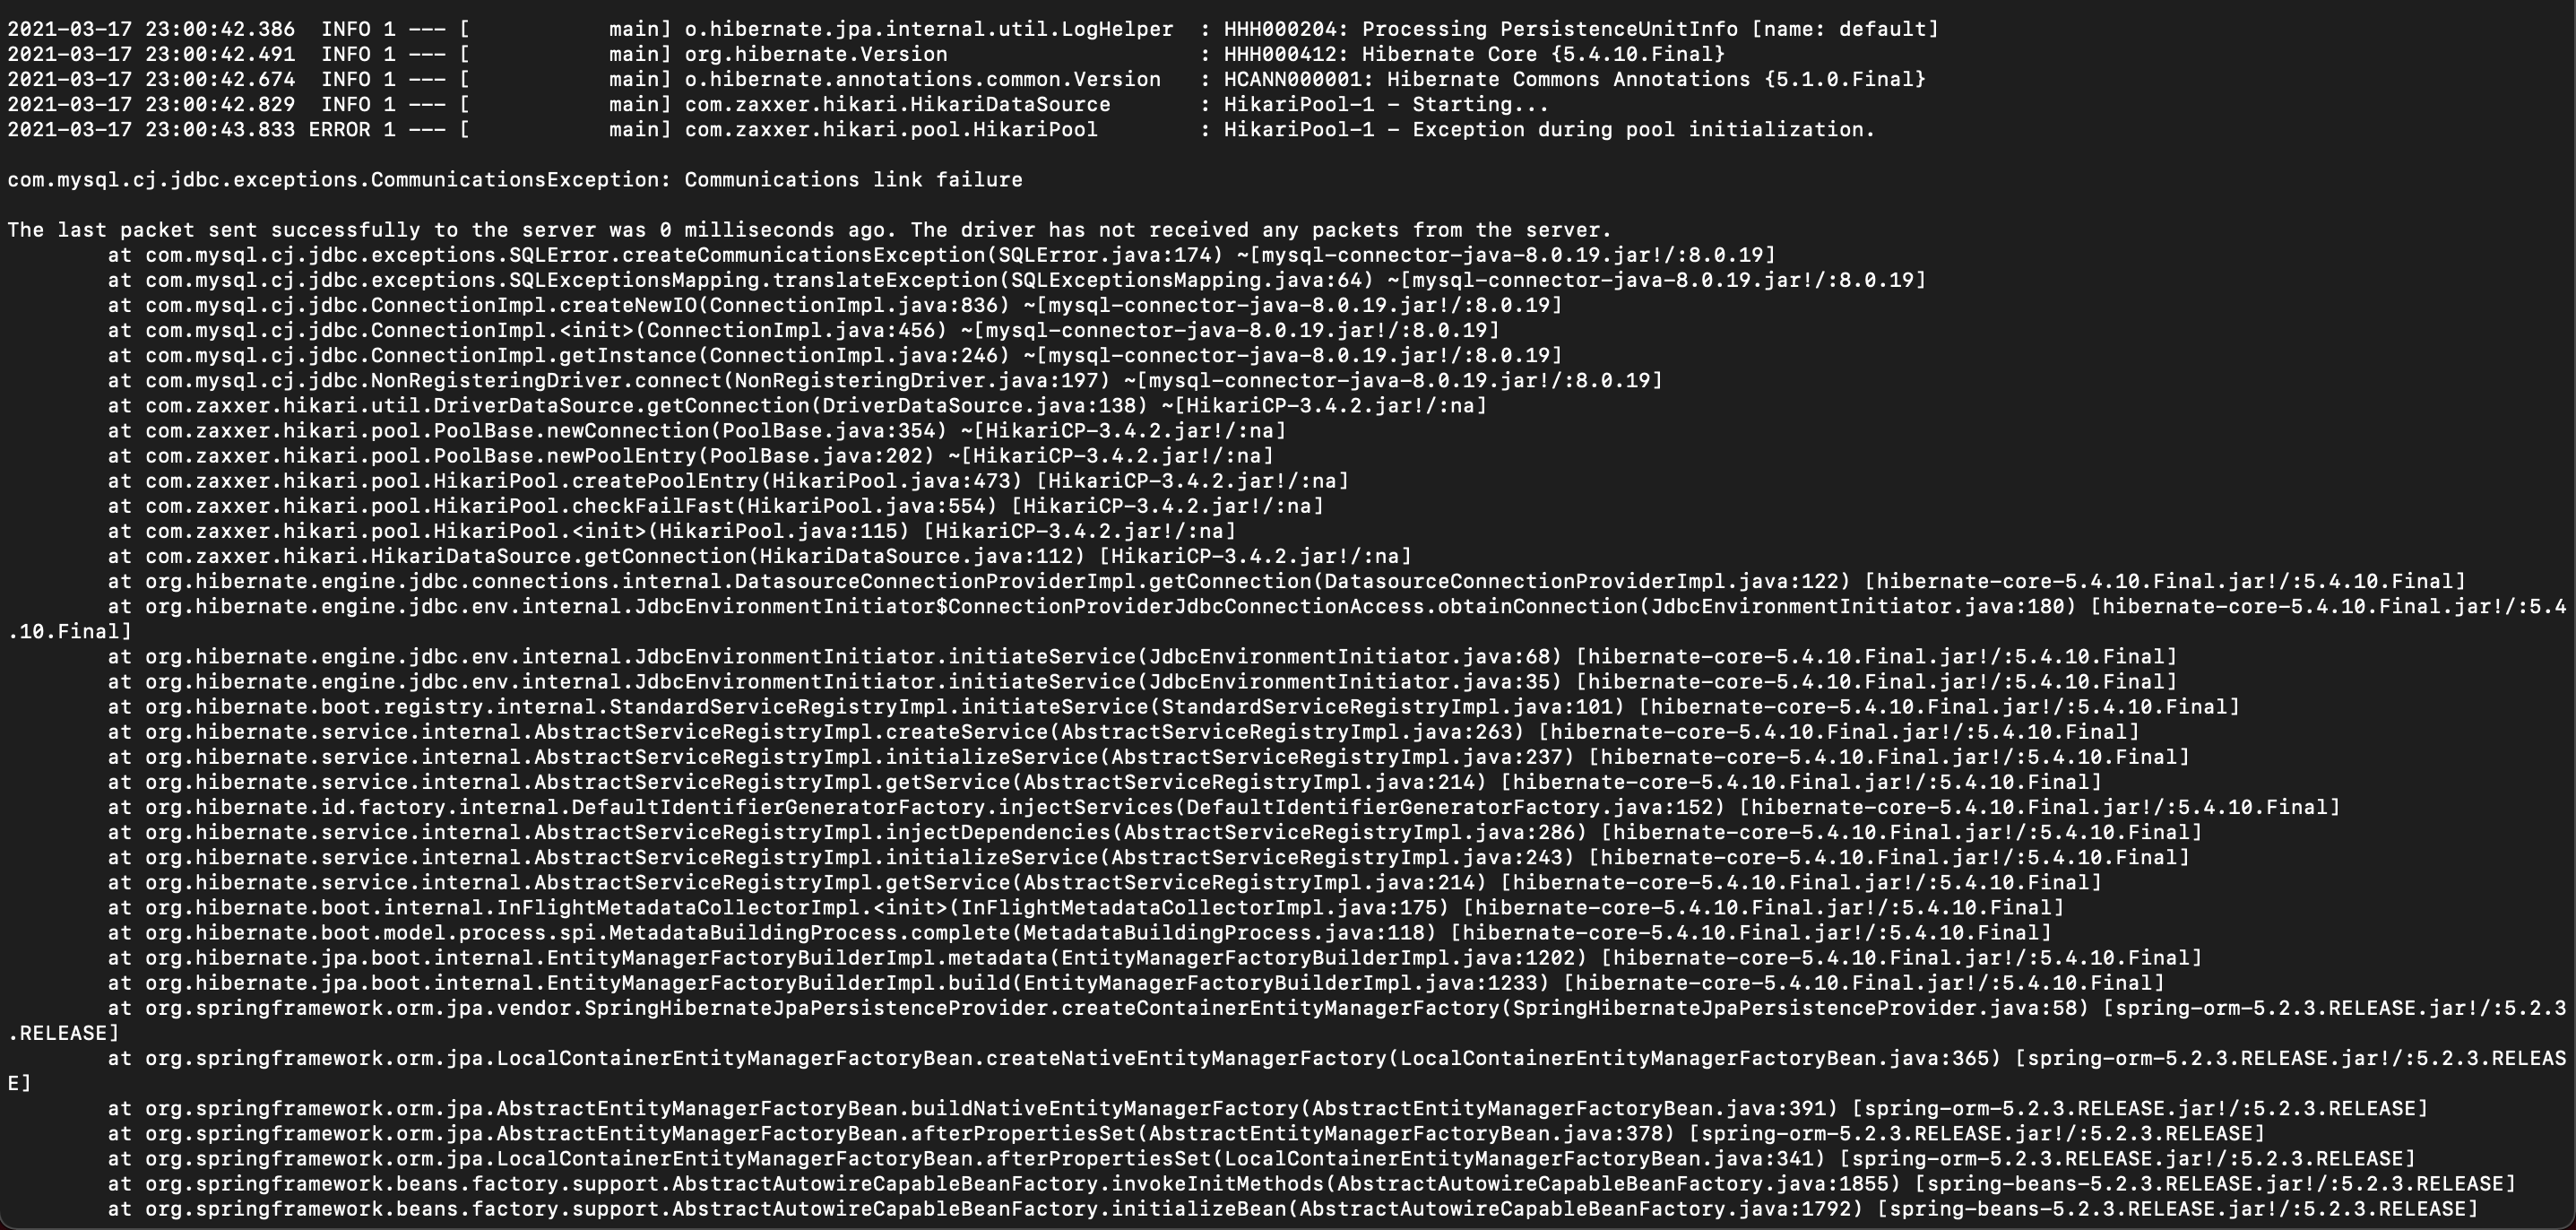 2021-03-17 23:00:42.386  INFO 1 --- [           main] o.hibernate.jpa.internal.util.LogHelper  : HHH000204: Processing PersistenceUnitInfo [name: default]
2021-03-17 23:00:42.491  INFO 1 --- [           main] org.hibernate.Version                    : HHH000412: Hibernate Core {5.4.10.Final}
2021-03-17 23:00:42.674  INFO 1 --- [           main] o.hibernate.annotations.common.Version   : HCANN000001: Hibernate Commons Annotations {5.1.0.Final}
2021-03-17 23:00:42.829  INFO 1 --- [           main] com.zaxxer.hikari.HikariDataSource       : HikariPool-1 - Starting...
2021-03-17 23:00:43.833 ERROR 1 --- [           main] com.zaxxer.hikari.pool.HikariPool        : HikariPool-1 - Exception during pool initialization.

com.mysql.cj.jdbc.exceptions.CommunicationsException: Communications link failure

The last packet sent successfully to the server was 0 milliseconds ago. The driver has not received any packets from the server.
        at com.mysql.cj.jdbc.exceptions.SQLError.createCommunicationsException(SQLError.java:174) ~[mysql-connector-java-8.0.19.jar!/:8.0.19]
        at com.mysql.cj.jdbc.exceptions.SQLExceptionsMapping.translateException(SQLExceptionsMapping.java:64) ~[mysql-connector-java-8.0.19.jar!/:8.0.19]
        at com.mysql.cj.jdbc.ConnectionImpl.createNewIO(ConnectionImpl.java:836) ~[mysql-connector-java-8.0.19.jar!/:8.0.19]
        at com.mysql.cj.jdbc.ConnectionImpl.<init>(ConnectionImpl.java:456) ~[mysql-connector-java-8.0.19.jar!/:8.0.19]
        at com.mysql.cj.jdbc.ConnectionImpl.getInstance(ConnectionImpl.java:246) ~[mysql-connector-java-8.0.19.jar!/:8.0.19]
        at com.mysql.cj.jdbc.NonRegisteringDriver.connect(NonRegisteringDriver.java:197) ~[mysql-connector-java-8.0.19.jar!/:8.0.19]
        at com.zaxxer.hikari.util.DriverDataSource.getConnection(DriverDataSource.java:138) ~[HikariCP-3.4.2.jar!/:na]
        at com.zaxxer.hikari.pool.PoolBase.newConnection(PoolBase.java:354) ~[HikariCP-3.4.2.jar!/:na]
        at com.zaxxer.hikari.pool.PoolBase.newPoolEntry(PoolBase.java:202) ~[HikariCP-3.4.2.jar!/:na]
        at com.zaxxer.hikari.pool.HikariPool.createPoolEntry(HikariPool.java:473) [HikariCP-3.4.2.jar!/:na]
        at com.zaxxer.hikari.pool.HikariPool.checkFailFast(HikariPool.java:554) [HikariCP-3.4.2.jar!/:na]
        at com.zaxxer.hikari.pool.HikariPool.<init>(HikariPool.java:115) [HikariCP-3.4.2.jar!/:na]
        at com.zaxxer.hikari.HikariDataSource.getConnection(HikariDataSource.java:112) [HikariCP-3.4.2.jar!/:na]
        at org.hibernate.engine.jdbc.connections.internal.DatasourceConnectionProviderImpl.getConnection(DatasourceConnectionProviderImpl.java:122) [hibernate-core-5.4.10.Final.jar!/:5.4.10.Final]
        at org.hibernate.engine.jdbc.env.internal.JdbcEnvironmentInitiator$ConnectionProviderJdbcConnectionAccess.obtainConnection(JdbcEnvironmentInitiator.java:180) [hibernate-core-5.4.10.Final.jar!/:5.4
.10.Final]
        at org.hibernate.engine.jdbc.env.internal.JdbcEnvironmentInitiator.initiateService(JdbcEnvironmentInitiator.java:68) [hibernate-core-5.4.10.Final.jar!/:5.4.10.Final]
        at org.hibernate.engine.jdbc.env.internal.JdbcEnvironmentInitiator.initiateService(JdbcEnvironmentInitiator.java:35) [hibernate-core-5.4.10.Final.jar!/:5.4.10.Final]
        at org.hibernate.boot.registry.internal.StandardServiceRegistryImpl.initiateService(StandardServiceRegistryImpl.java:101) [hibernate-core-5.4.10.Final.jar!/:5.4.10.Final]
        at org.hibernate.service.internal.AbstractServiceRegistryImpl.createService(AbstractServiceRegistryImpl.java:263) [hibernate-core-5.4.10.Final.jar!/:5.4.10.Final]
        at org.hibernate.service.internal.AbstractServiceRegistryImpl.initializeService(AbstractServiceRegistryImpl.java:237) [hibernate-core-5.4.10.Final.jar!/:5.4.10.Final]
        at org.hibernate.service.internal.AbstractServiceRegistryImpl.getService(AbstractServiceRegistryImpl.java:214) [hibernate-core-5.4.10.Final.jar!/:5.4.10.Final]
        at org.hibernate.id.factory.internal.DefaultIdentifierGeneratorFactory.injectServices(DefaultIdentifierGeneratorFactory.java:152) [hibernate-core-5.4.10.Final.jar!/:5.4.10.Final]
        at org.hibernate.service.internal.AbstractServiceRegistryImpl.injectDependencies(AbstractServiceRegistryImpl.java:286) [hibernate-core-5.4.10.Final.jar!/:5.4.10.Final]
        at org.hibernate.service.internal.AbstractServiceRegistryImpl.initializeService(AbstractServiceRegistryImpl.java:243) [hibernate-core-5.4.10.Final.jar!/:5.4.10.Final]
        at org.hibernate.service.internal.AbstractServiceRegistryImpl.getService(AbstractServiceRegistryImpl.java:214) [hibernate-core-5.4.10.Final.jar!/:5.4.10.Final]
        at org.hibernate.boot.internal.InFlightMetadataCollectorImpl.<init>(InFlightMetadataCollectorImpl.java:175) [hibernate-core-5.4.10.Final.jar!/:5.4.10.Final]
        at org.hibernate.boot.model.process.spi.MetadataBuildingProcess.complete(MetadataBuildingProcess.java:118) [hibernate-core-5.4.10.Final.jar!/:5.4.10.Final]
        at org.hibernate.jpa.boot.internal.EntityManagerFactoryBuilderImpl.metadata(EntityManagerFactoryBuilderImpl.java:1202) [hibernate-core-5.4.10.Final.jar!/:5.4.10.Final]
        at org.hibernate.jpa.boot.internal.EntityManagerFactoryBuilderImpl.build(EntityManagerFactoryBuilderImpl.java:1233) [hibernate-core-5.4.10.Final.jar!/:5.4.10.Final]
        at org.springframework.orm.jpa.vendor.SpringHibernateJpaPersistenceProvider.createContainerEntityManagerFactory(SpringHibernateJpaPersistenceProvider.java:58) [spring-orm-5.2.3.RELEASE.jar!/:5.2.3
.RELEASE]
        at org.springframework.orm.jpa.LocalContainerEntityManagerFactoryBean.createNativeEntityManagerFactory(LocalContainerEntityManagerFactoryBean.java:365) [spring-orm-5.2.3.RELEASE.jar!/:5.2.3.RELEAS
E]
        at org.springframework.orm.jpa.AbstractEntityManagerFactoryBean.buildNativeEntityManagerFactory(AbstractEntityManagerFactoryBean.java:391) [spring-orm-5.2.3.RELEASE.jar!/:5.2.3.RELEASE]
        at org.springframework.orm.jpa.AbstractEntityManagerFactoryBean.afterPropertiesSet(AbstractEntityManagerFactoryBean.java:378) [spring-orm-5.2.3.RELEASE.jar!/:5.2.3.RELEASE]
        at org.springframework.orm.jpa.LocalContainerEntityManagerFactoryBean.afterPropertiesSet(LocalContainerEntityManagerFactoryBean.java:341) [spring-orm-5.2.3.RELEASE.jar!/:5.2.3.RELEASE]
        at org.springframework.beans.factory.support.AbstractAutowireCapableBeanFactory.invokeInitMethods(AbstractAutowireCapableBeanFactory.java:1855) [spring-beans-5.2.3.RELEASE.jar!/:5.2.3.RELEASE]
        at org.springframework.beans.factory.support.AbstractAutowireCapableBeanFactory.initializeBean(AbstractAutowireCapableBeanFactory.java:1792) [spring-beans-5.2.3.RELEASE.jar!/:5.2.3.RELEASE]